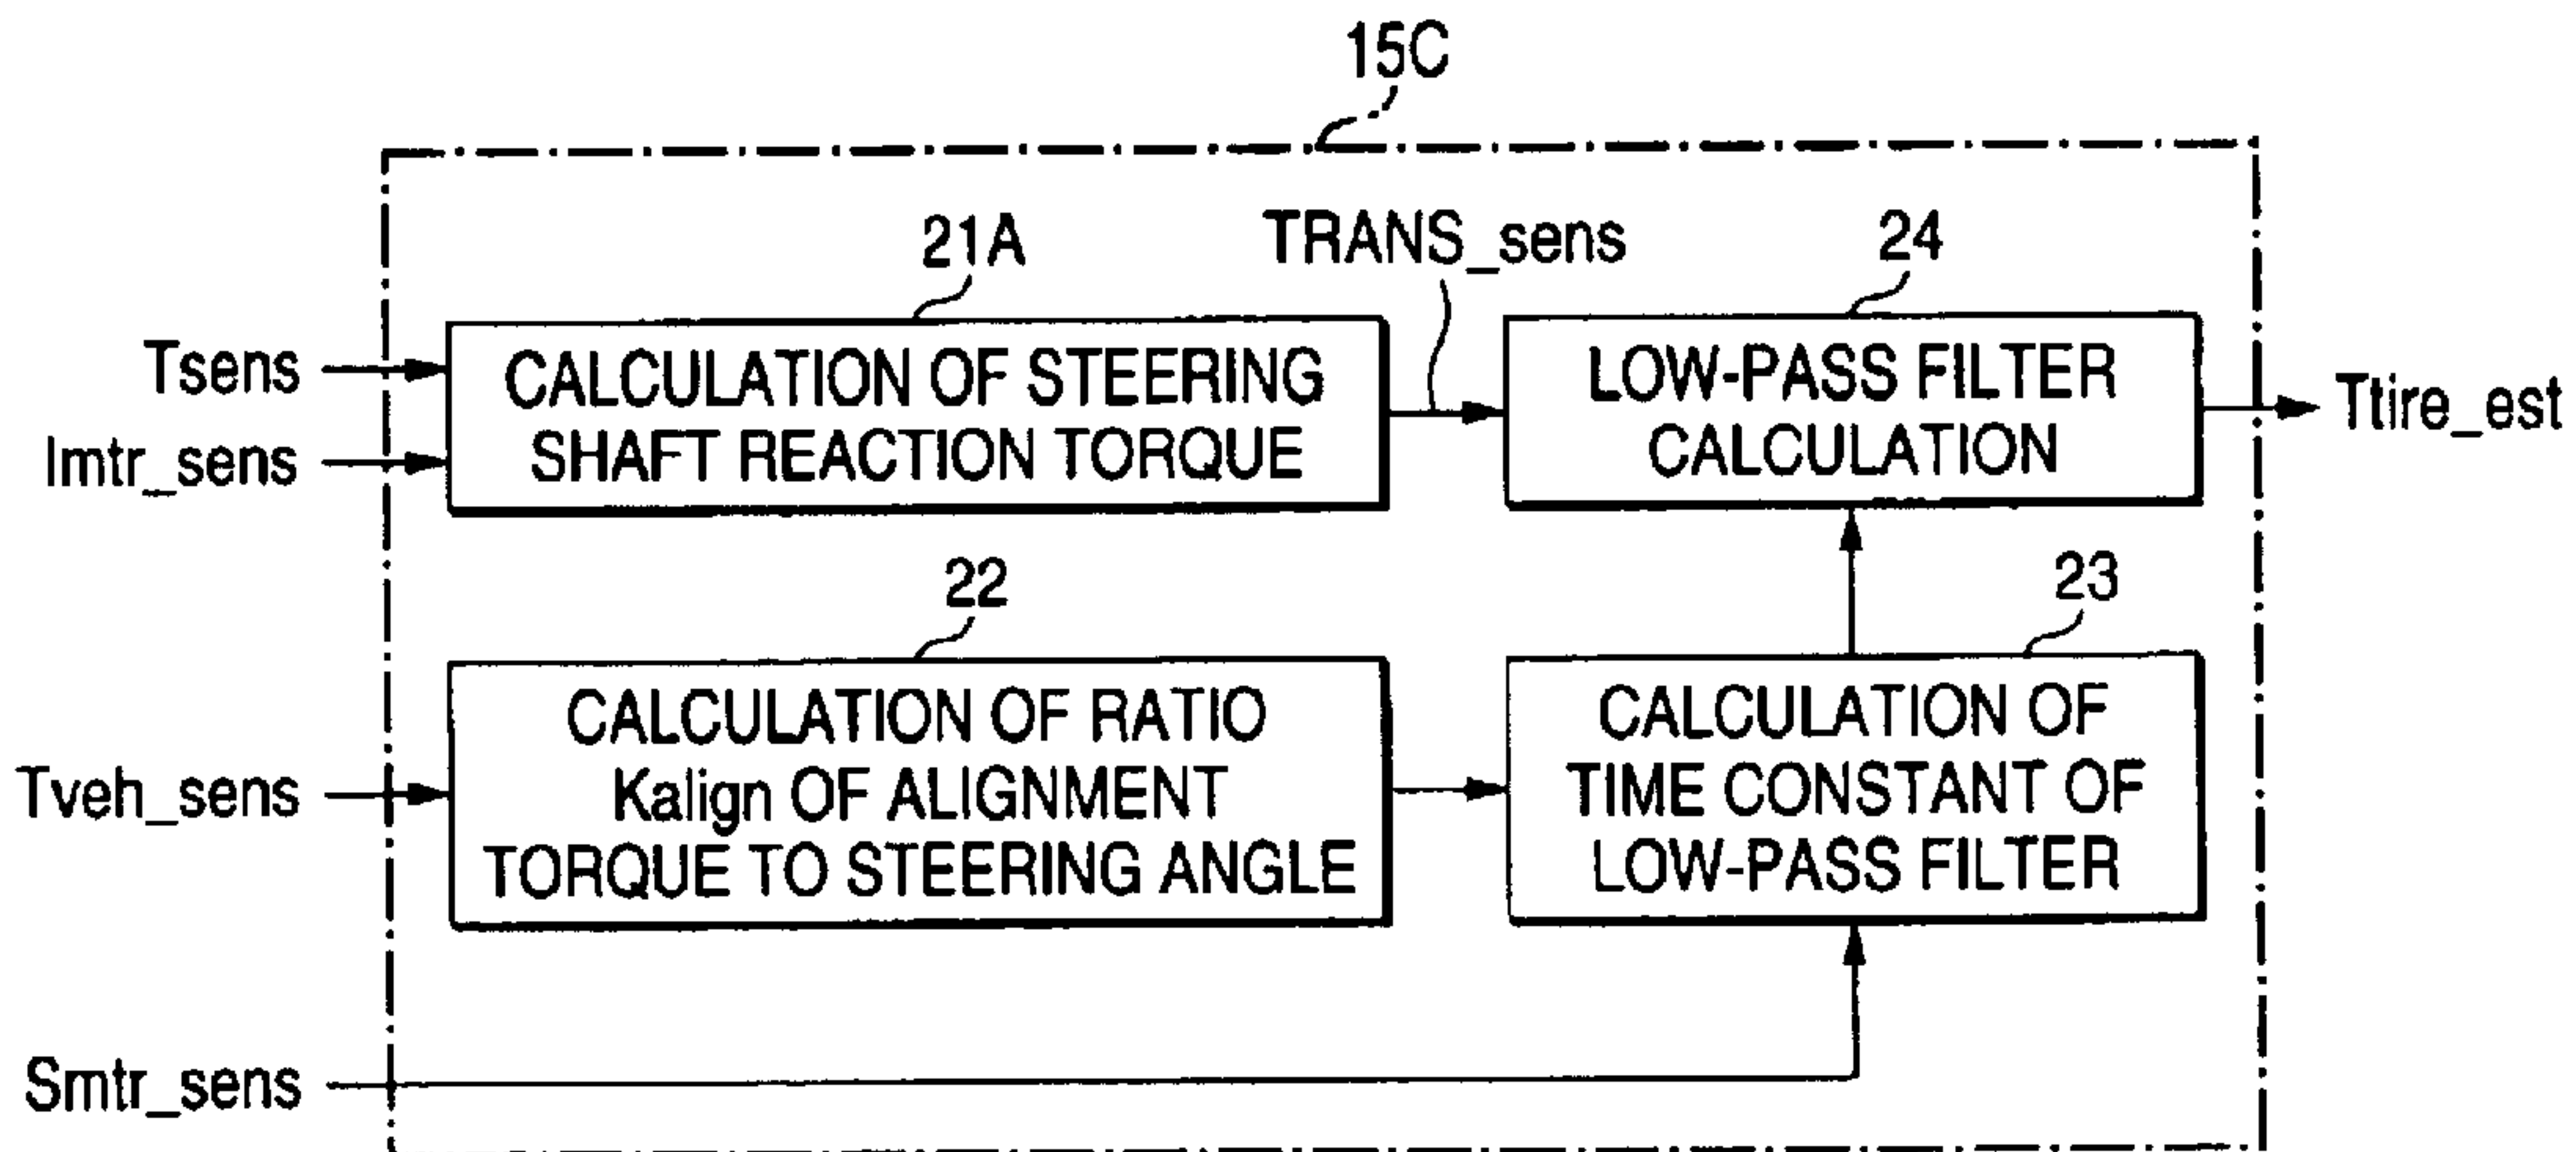 15C
21A
TRANS_sens
24
Tsens
Imtr_sens
CALCULATION OF STEERING
SHAFT REACTION TORQUE
LOW-PASS FILTER
CALCULATION
Ttire_est
22
23
Tveh_sens
CALCULATION OF RATIO
Kalign OF ALIGNMENT
TORQUE TO STEERING ANGLE
CALCULATION OF
TIME CONSTANT OF
LOW-PASS FILTER
Smtr_sens